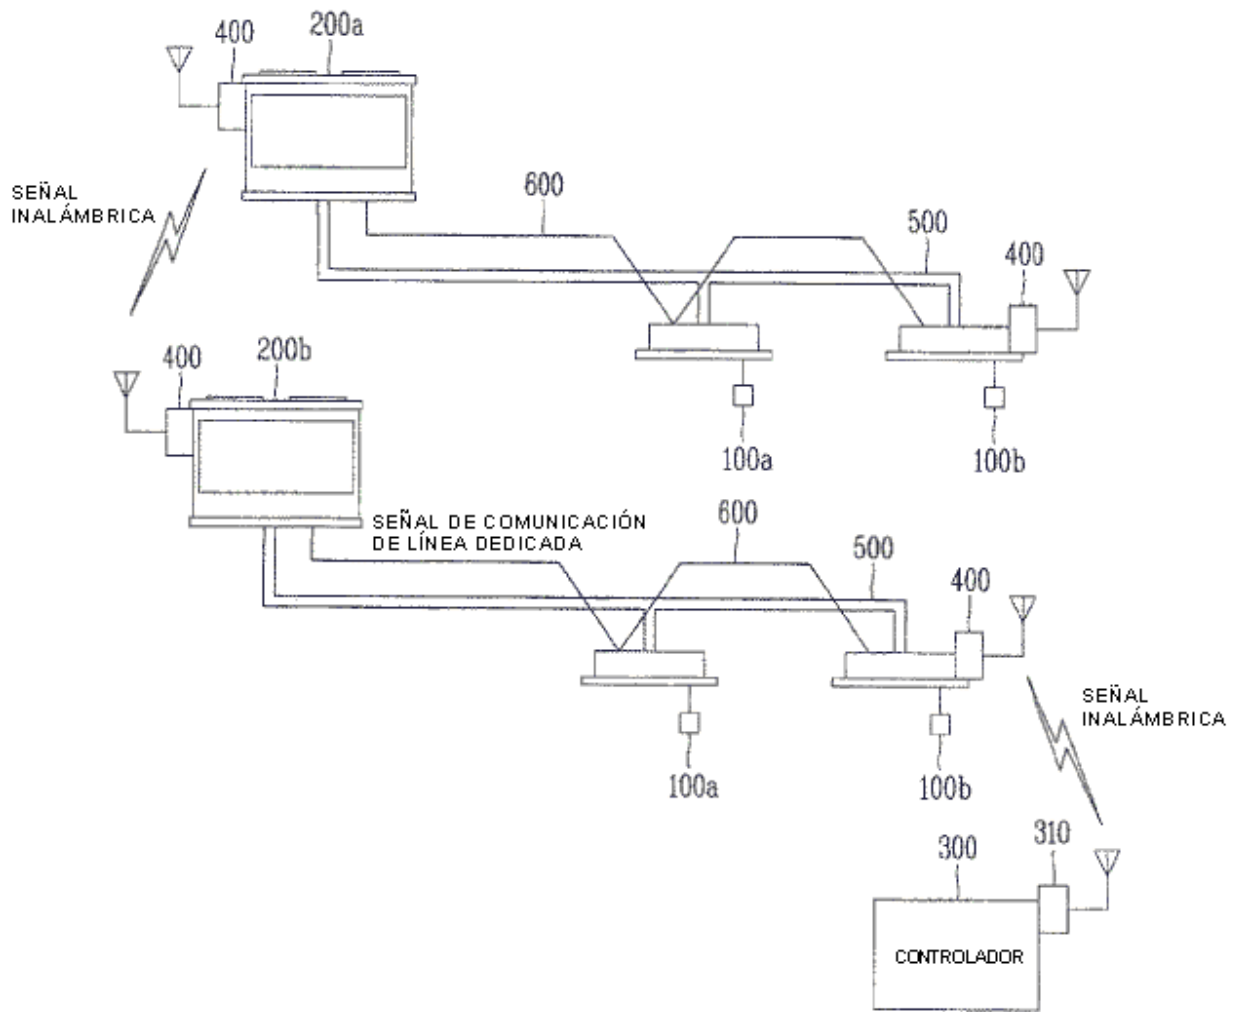 400
200a
SEÑAL
INALÁMBRICA
600
500
400
400
200b
100a
100b
SEÑAL DE COMUNICACIÓN
DE LÍNEA DEDICADA
600
500
400
SEÑAL
INALÁMBRICA
100a
100b
300
310
CONTROLADOR